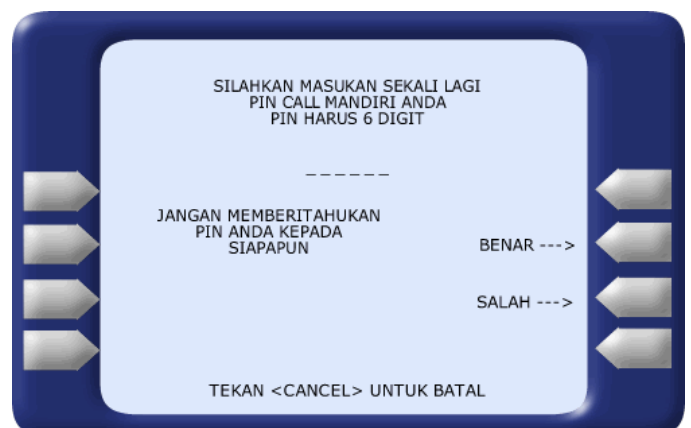 SILAHKAN MASUKAN SEKALI LAGI
PIN CALL MANDIRI ANDA
PIN HARUS 6 DIGIT
_ _ _ _ _ _
JANGAN MEMBERITAHUKAN
PIN ANDA KEPADA
SIAPAPUN
BENAR --->
SALAH --->
TEKAN <CANCEL> UNTUK BATAL